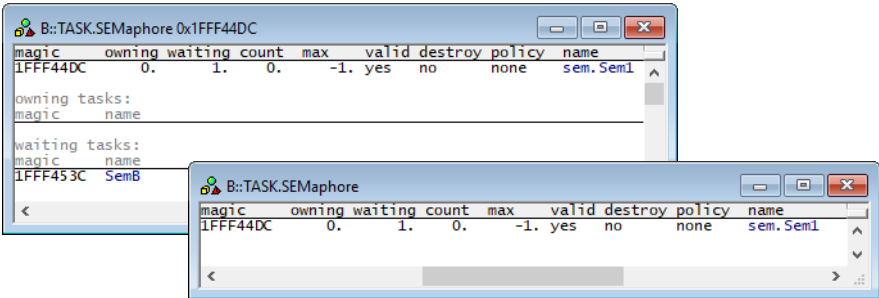 B::TASK.SEMaphore 0x1FFF44DC
magic owning waiting count max valid destroy policy name
1FFF44DC 0. 1. 0. -1. yes no none sem.Sem1
owning tasks:
magic name
waiting tasks:
magic name
1FFF453C SemB
B::TASK.SEMaphore
magic owning waiting count max valid destroy policy name
1FFF44DC 0. 1. 0. -1. yes no none sem.Sem1